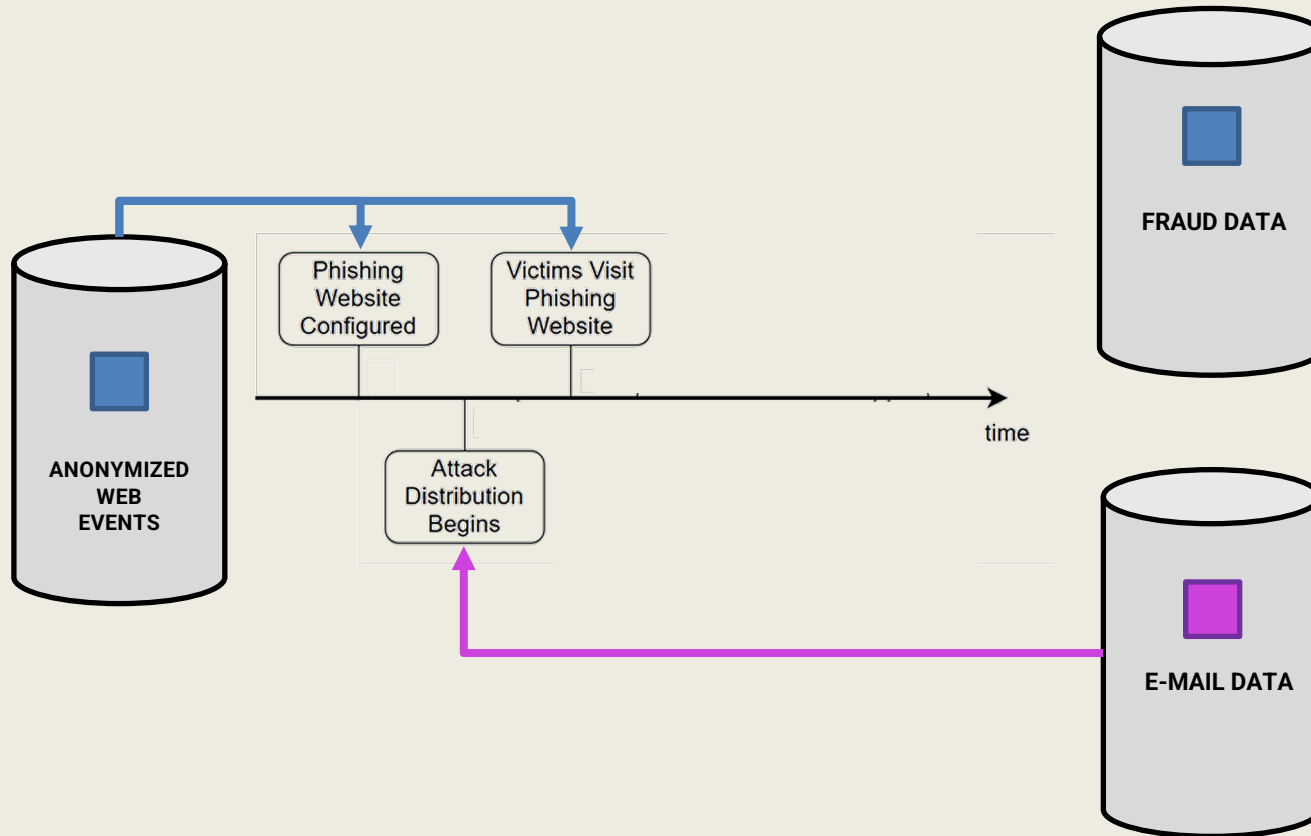 FRAUD DATA
Phishing
Website
Configured
Victims Visit
Phishing
Website
ANONYMIZED
WEB
EVENTS
time
Attack
Distribution
Begins
E-MAIL DATA